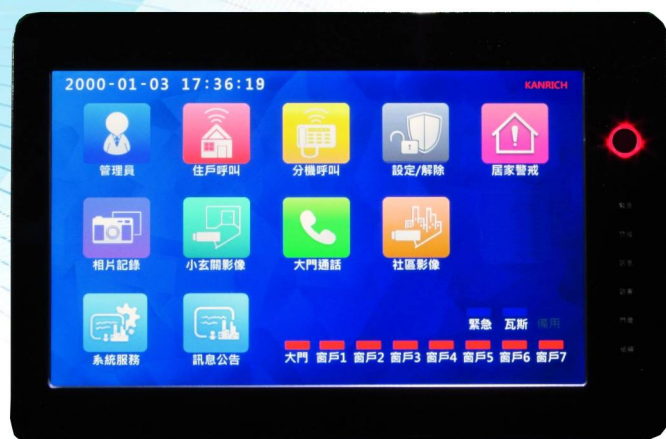 2000-01-03 17:36:19
KANRICH
管理員 住戶呼叫 分機呼叫 設定/解除 居家警戒
相片記錄 小玄關影像 大門通話 社區影像
緊急 瓦斯 備用
系統服務 訊息公告
大門 窗戶1 窗戶2 窗戶3 窗戶4 窗戶5 窗戶6 窗戶7